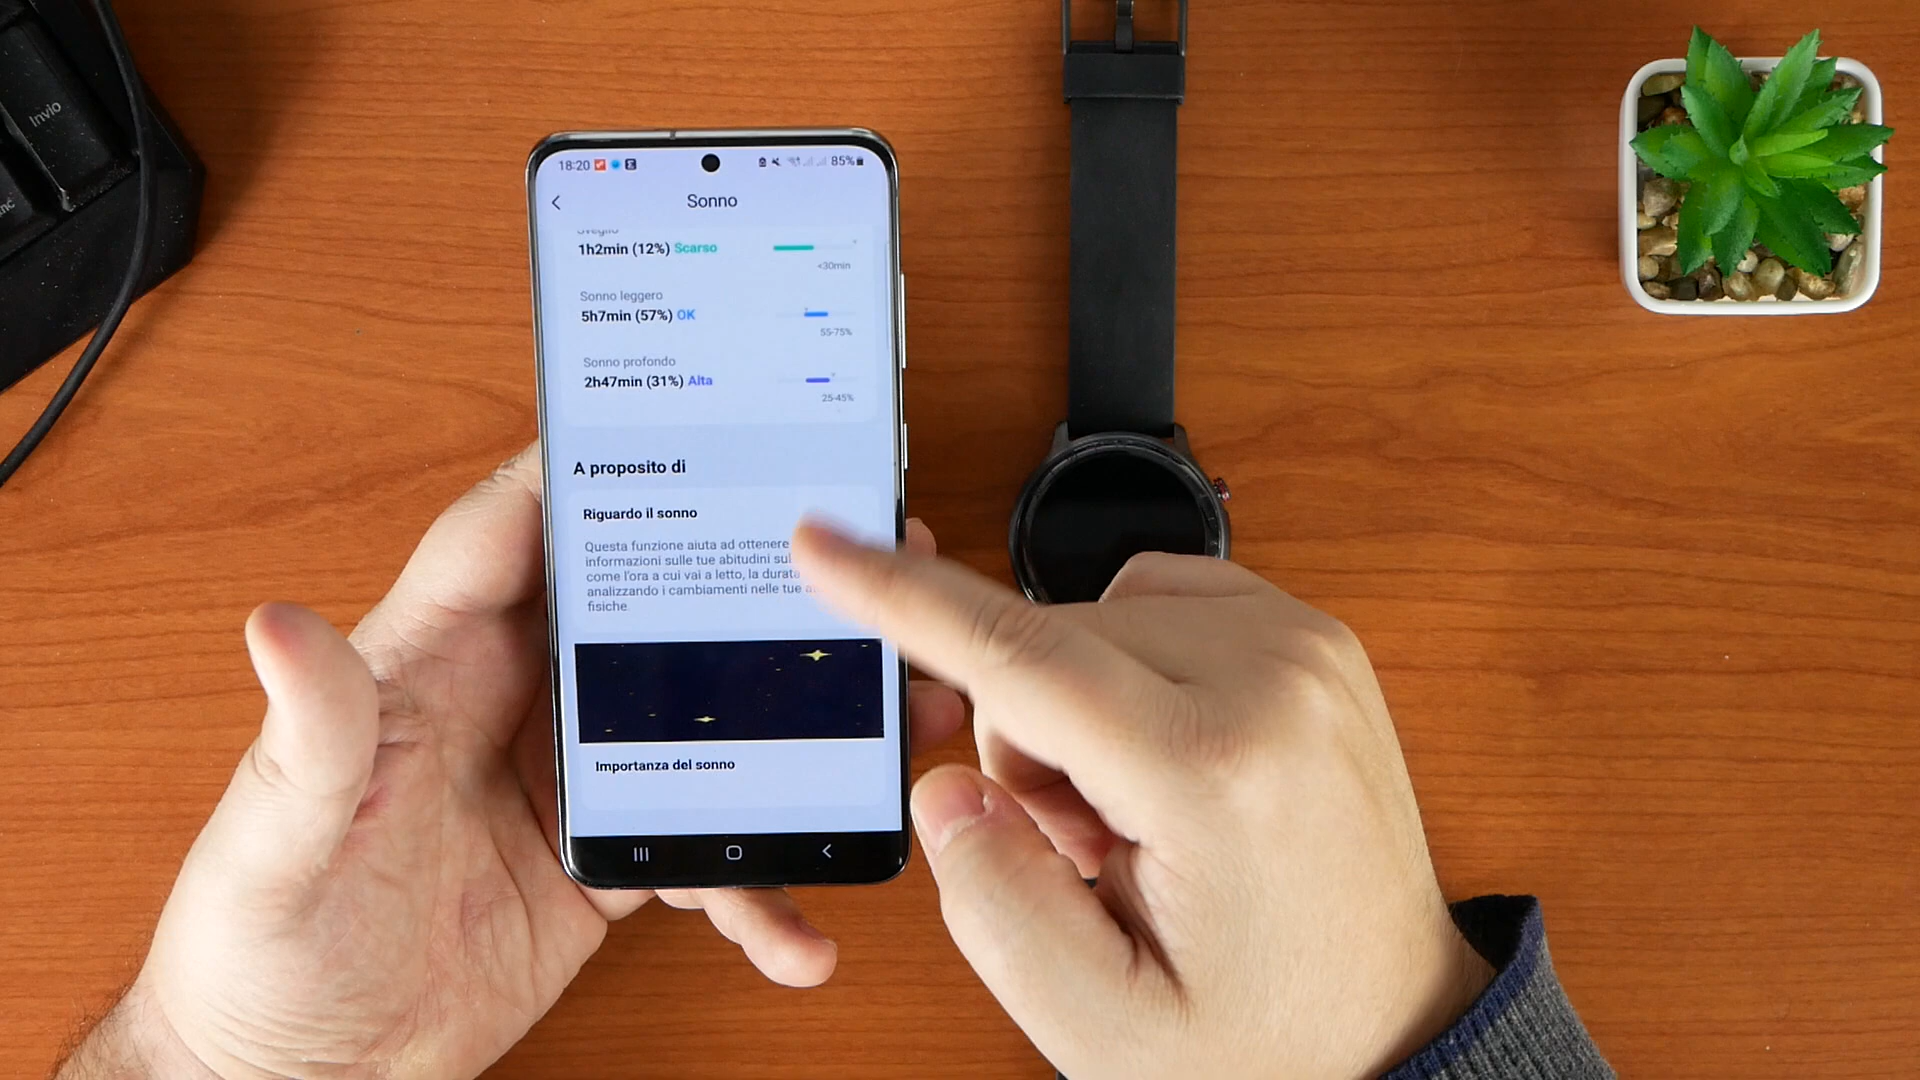 Invio
18:20
85%
Sonno
Sveglio
1h2min (12%) Scarso
<30min
Sonno leggero
5h7min (57%) OK
55-75%
Sonno profondo
2h47min (31%) Alta
25-45%
A proposito di
Riguardo il sonno
Questa funzione aiuta ad ottenere
informazioni sulle tue abitudini
come l'ora a cui vai a letto, la durata
analizzando i cambiamenti nelle tue
fisiche
Importanza del sonno